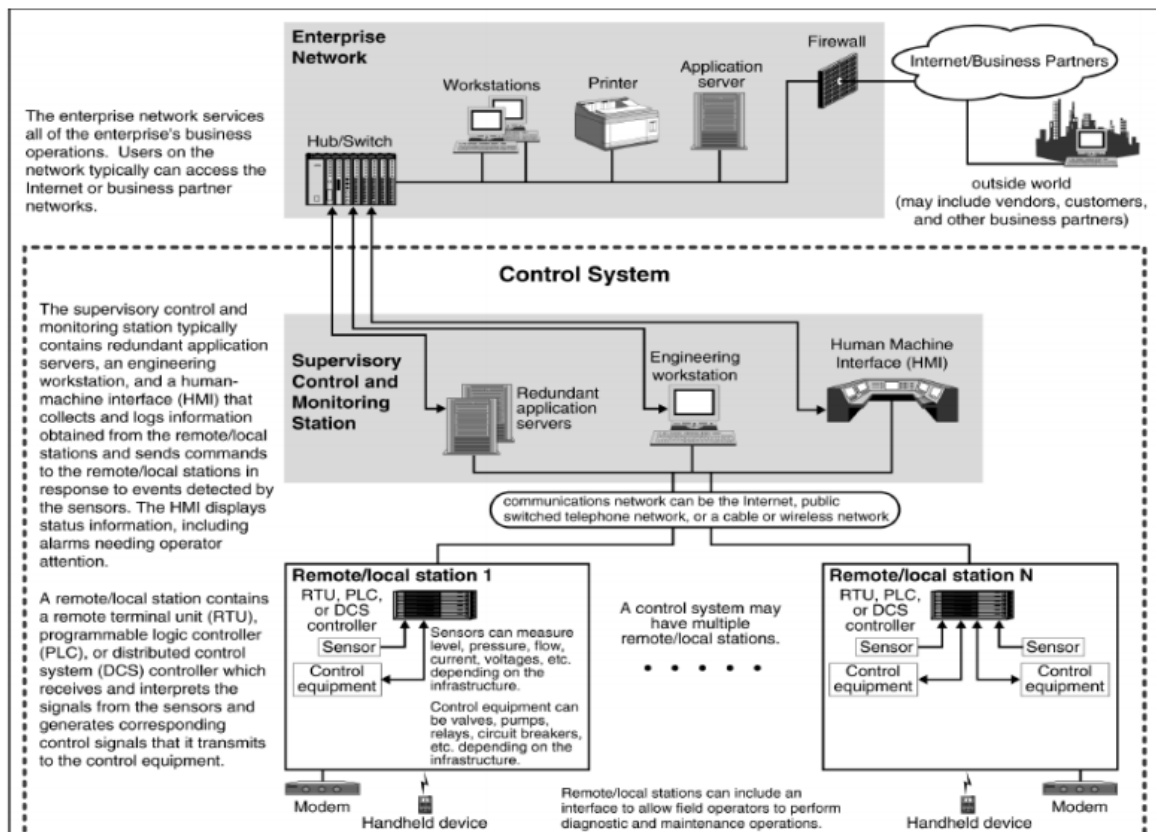 Enterprise
Network
Workstations
Printer
Application
server
Firewall
Internet/Business Partners
Hub/Switch
The enterprise network services
all of the enterprise's business
operations. Users on the
network typically can access the
Internet or business partner
networks.
outside world
(may include vendors, customers,
and other business partners)
Control System
The supervisory control and
monitoring station typically
contains redundant application
servers, an engineering
workstation, and a human-
machine interface (HMI) that
collects and logs information
obtained from the remote/local
stations and sends commands
to the remote/local stations in
response to events detected by
the sensors. The HMI displays
status information, including
alarms needing operator
attention.
A remote/local station contains
a remote terminal unit (RTU),
programmable logic controller
(PLC), or distributed control
system (DCS) controller which
receives and interprets the
signals from the sensors and
generates corresponding
control signals that it transmits
to the control equipment.
Supervisory
Control and
Monitoring
Station
Redundant
application
servers
Engineering
workstation
Human Machine
Interface (HMI)
communications network can be the Internet, public
switched telephone network, or a cable or wireless network
Remote/local station 1
RTU, PLC,
or DCS
controller
Sensor
Control
equipment
Sensors can measure
level, pressure, flow,
current, voltages, etc.
depending on the
infrastructure.
Control equipment can
be valves, pumps,
relays, circuit breakers,
etc. depending on the
infrastructure.
Modem
Handheld device
A control system may
have multiple
remote/local stations.
Remote/local stations can include an
interface to allow field operators to perform
diagnostic and maintenance operations.
Remote/local station N
RTU, PLC,
or DCS
controller
Sensor
Sensor
Control
equipment
Control
equipment
Handheld device
Modem